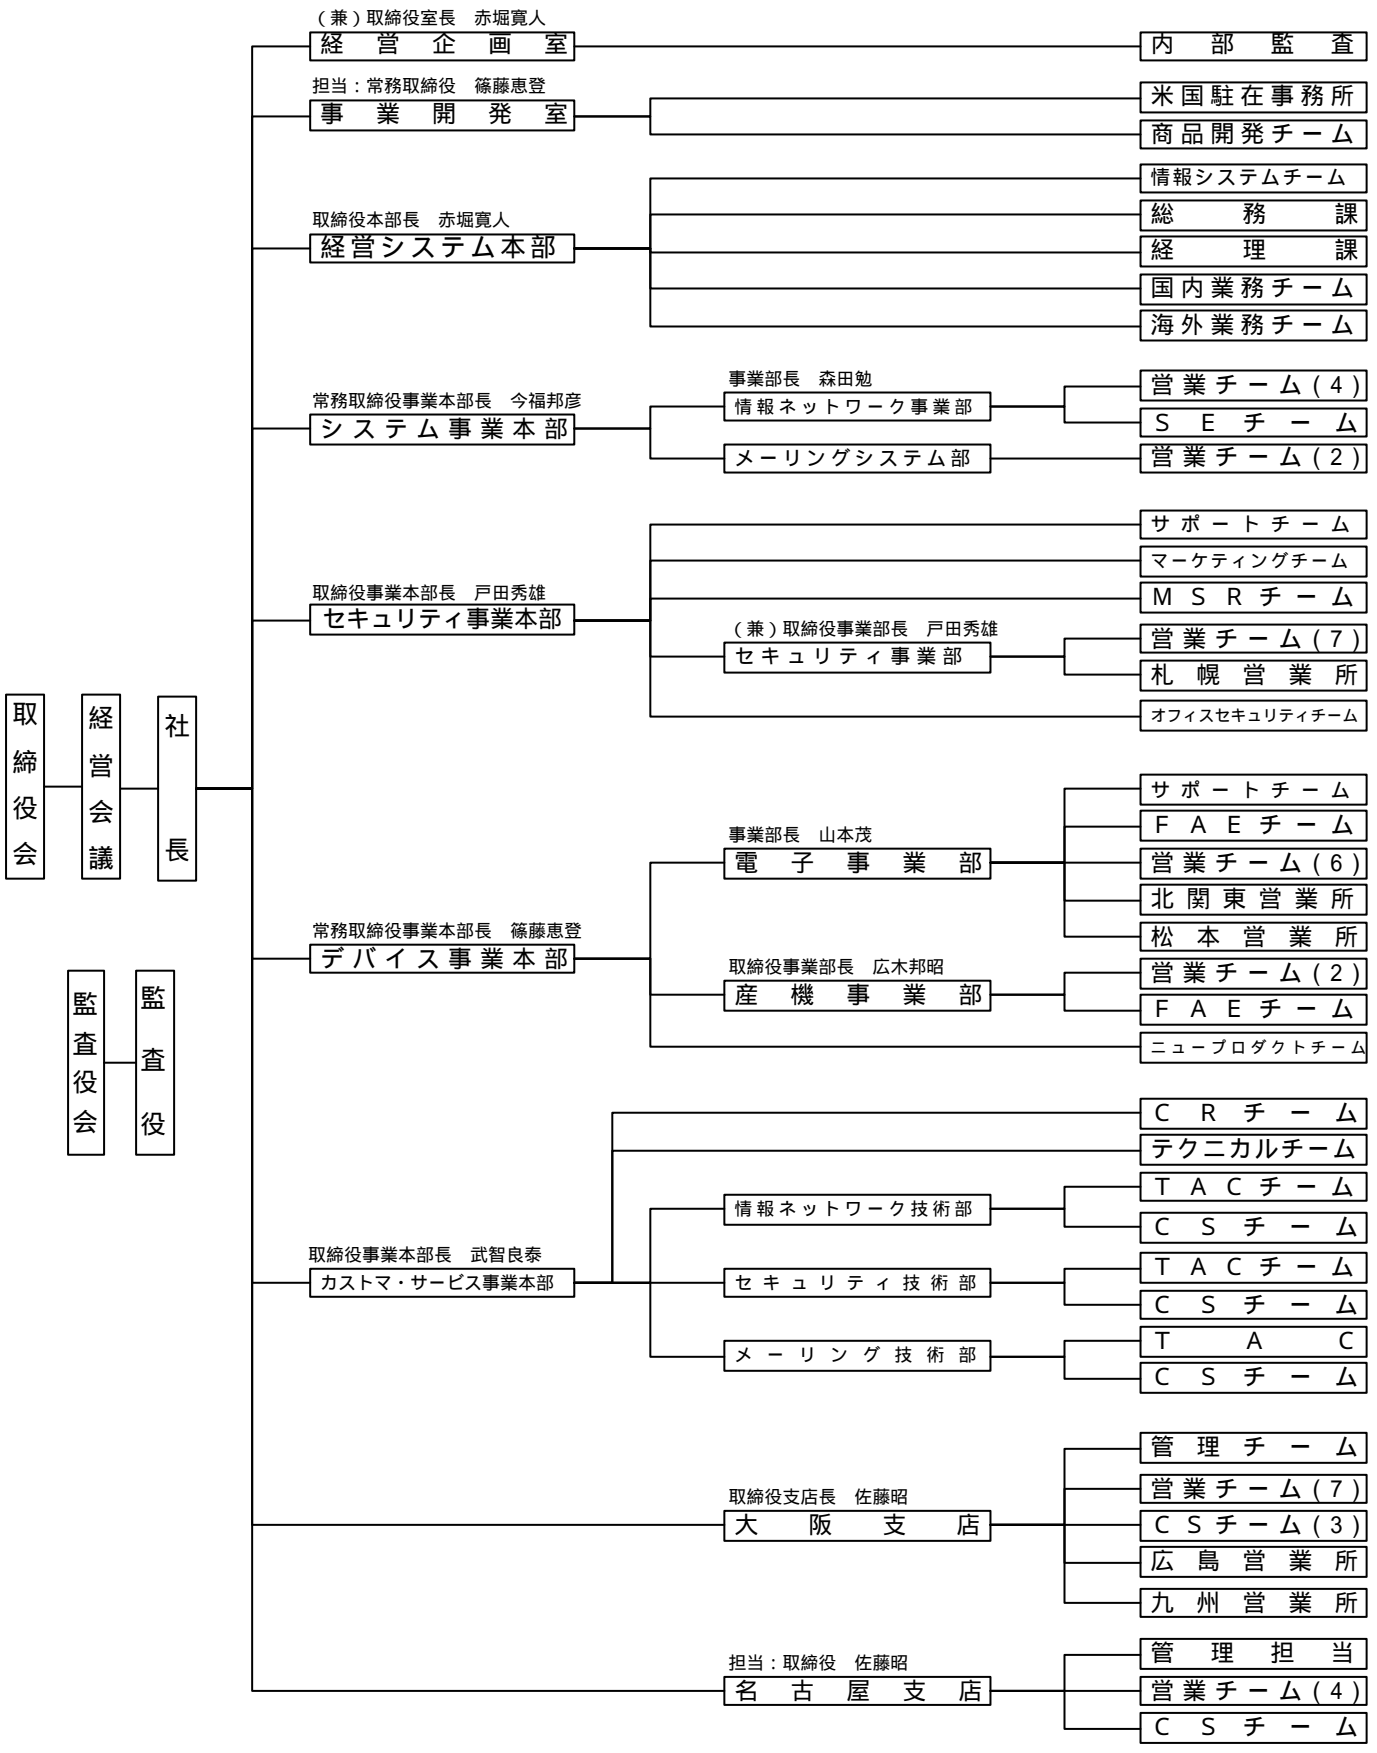 （兼）取締役室長　赤堀寛人
経営企画室
内部監査
担当：常務取締役　篠藤恵登
事業開発室
米国駐在事務所
商品開発チーム
取締役本部長　赤堀寛人
経営システム本部
情報システムチーム
総務課
経理課
国内業務チーム
海外業務チーム
常務取締役事業本部長　今福邦彦
システム事業本部
事業部長　森田勉
情報ネットワーク事業部
営業チーム(4)
SEチーム
メーリングシステム部
営業チーム(2)
取締役事業本部長　戸田秀雄
セキュリティ事業本部
サポートチーム
マーケティングチーム
MSRチーム
（兼）取締役事業部長　戸田秀雄
セキュリティ事業部
営業チーム(7)
札幌営業所
オフィスセキュリティチーム
取締役会
経営会議
社長
常務取締役事業本部長　篠藤恵登
デバイス事業本部
事業部長　山本茂
電子事業部
サポートチーム
FAEチーム
営業チーム(6)
北関東営業所
松本営業所
取締役事業部長　広木邦昭
産機事業部
営業チーム(2)
FAEチーム
ニュープロダクトチーム
監査役会
監査役
取締役事業本部長　武智良泰
カストマ・サービス事業本部
CRチーム
テクニカルチーム
情報ネットワーク技術部
TACチーム
CSチーム
セキュリティ技術部
TACチーム
CSチーム
メーリング技術部
TAC
CSチーム
取締役支店長　佐藤昭
大阪支店
管理チーム
営業チーム(7)
CSチーム(3)
広島営業所
九州営業所
担当：取締役　佐藤昭
名古屋支店
管理担当
営業チーム(4)
CSチーム